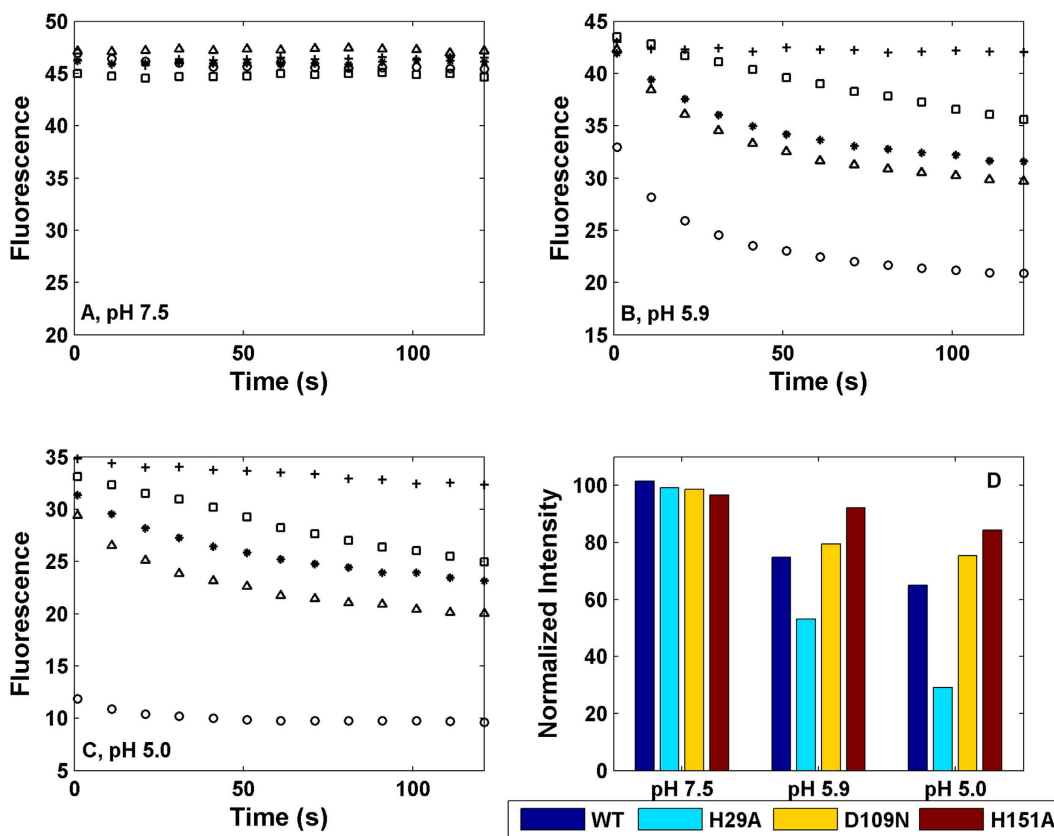 50
45
40
35
30
25
45
20
Fluorescence
A, pH 7.5
0
50
100
Time (s)
45
40
35
30
25
20
15
Fluorescence
B, pH 5.9
0
50
100
Time (s)
35
30
25
20
15
10
5
Fluorescence
C, pH 5.0
0
50
100
Time (s)
100
80
60
40
20
0
Normalized Intensity
D
pH 7.5
pH 5.9
pH 5.0
WT
H29A
D109N
H151A